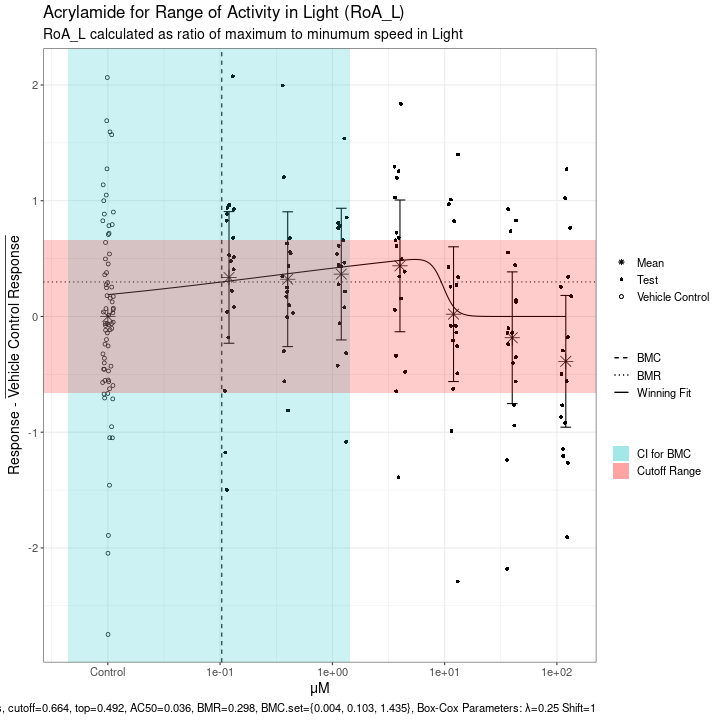 Acrylamide for Range of Activity in Light (RoA_L)
RoA_L calculated as ratio of maximum to minumum speed in Light
Response - Vehicle Control Response
2
1
0
-1
-2
Control
1e-01
1e+00
1e+01
1e+02
μM
Mean
Test
Vehicle Control
BMC
BMR
Winning Fit
CI for BMC
Cutoff Range
, cutoff=0.664, top=0.492, AC50=0.036, BMR=0.298, BMC.set={0.004, 0.103, 1.435}, Box-Cox Parameters: λ=0.25 Shift=1